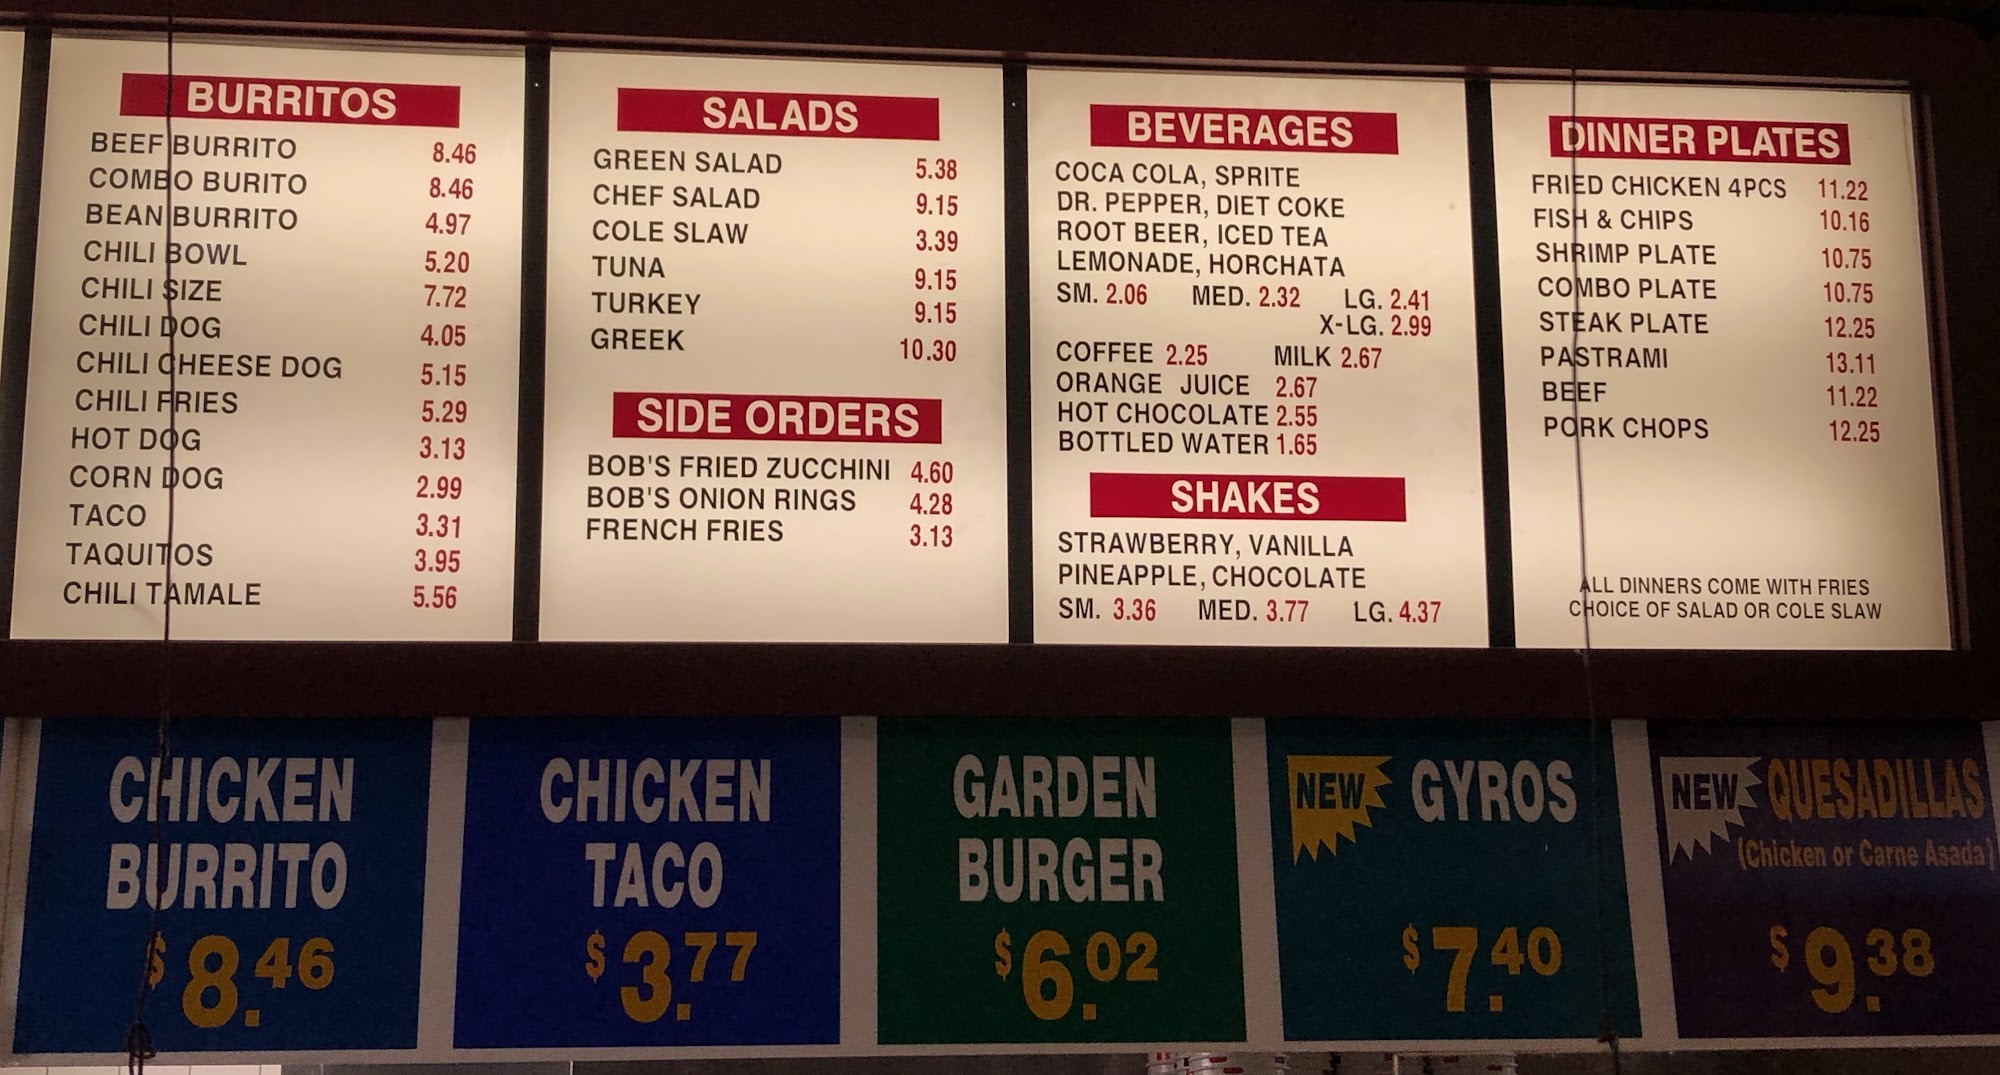 BURRITOS
BEEF BURRITO 8.46
COMBO BURITO 8.46
BEAN BURRITO 4.97
CHILI BOWL 5.20
CHILI SIZE 7.72
CHILI DOG 4.05
CHILI CHEESE DOG 5.15
CHILI FRIES 5.29
HOT DOG 3.13
CORN DOG 2.99
TACO 3.31
TAQUITOS 3.95
CHILI TAMALE 5.56
SALADS
GREEN SALAD 5.38
CHEF SALAD 9.15
COLE SLAW 3.39
TUNA 9.15
TURKEY 9.15
GREEK 10.30
SIDE ORDERS
BOB'S FRIED ZUCCHINI 4.60
BOB'S ONION RINGS 4.28
FRENCH FRIES 3.13
BEVERAGES
COCA COLA, SPRITE
DR. PEPPER, DIET COKE
ROOT BEER, ICED TEA
LEMONADE, HORCHATA
SM. 2.06 MED. 2.32 LG. 2.41
X-LG. 2.99
COFFEE 2.25 MILK 2.67
ORANGE JUICE 2.67
HOT CHOCOLATE 2.55
BOTTLED WATER 1.65
SHAKES
STRAWBERRY, VANILLA
PINEAPPLE, CHOCOLATE
SM. 3.36 MED. 3.77 LG. 4.37
DINNER PLATES
FRIED CHICKEN 4PCS 11.22
FISH & CHIPS 10.16
SHRIMP PLATE 10.75
COMBO PLATE 10.75
STEAK PLATE 12.25
PASTRAMI 13.11
BEEF 11.22
PORK CHOPS 12.25
ALL DINNERS COME WITH FRIES
CHOICE OF SALAD OR COLE SLAW
CHICKEN
BURRITO
$8.46
CHICKEN
TACO
$3.77
GARDEN
BURGER
$6.02
NEW GYROS
$7.40
NEW QUESADILLAS
(Chicken or Carne Asada)
$9.38